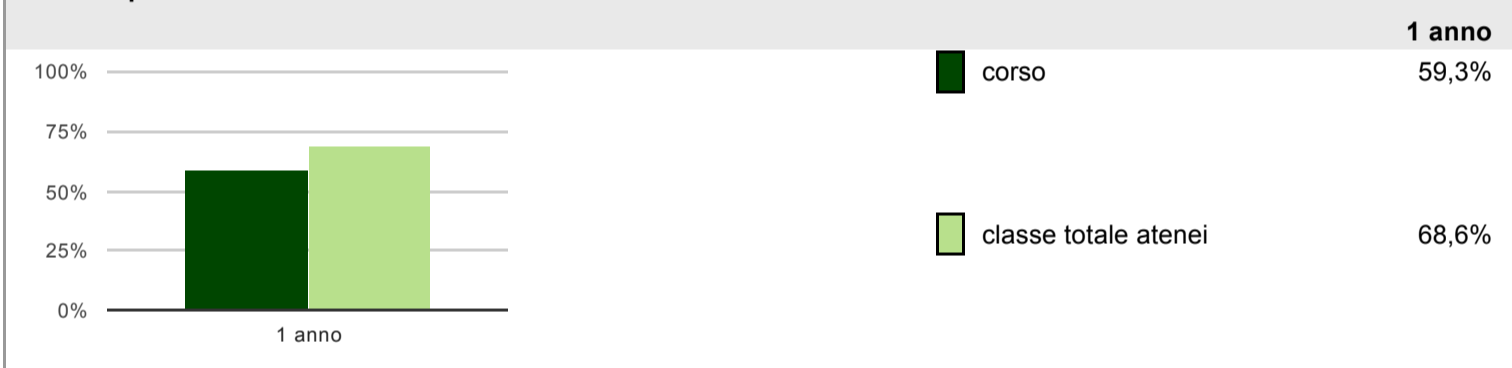 1 anno
100%
75%
50%
25%
0%
1 anno
corso 59,3%
classe totale atenei 68,6%